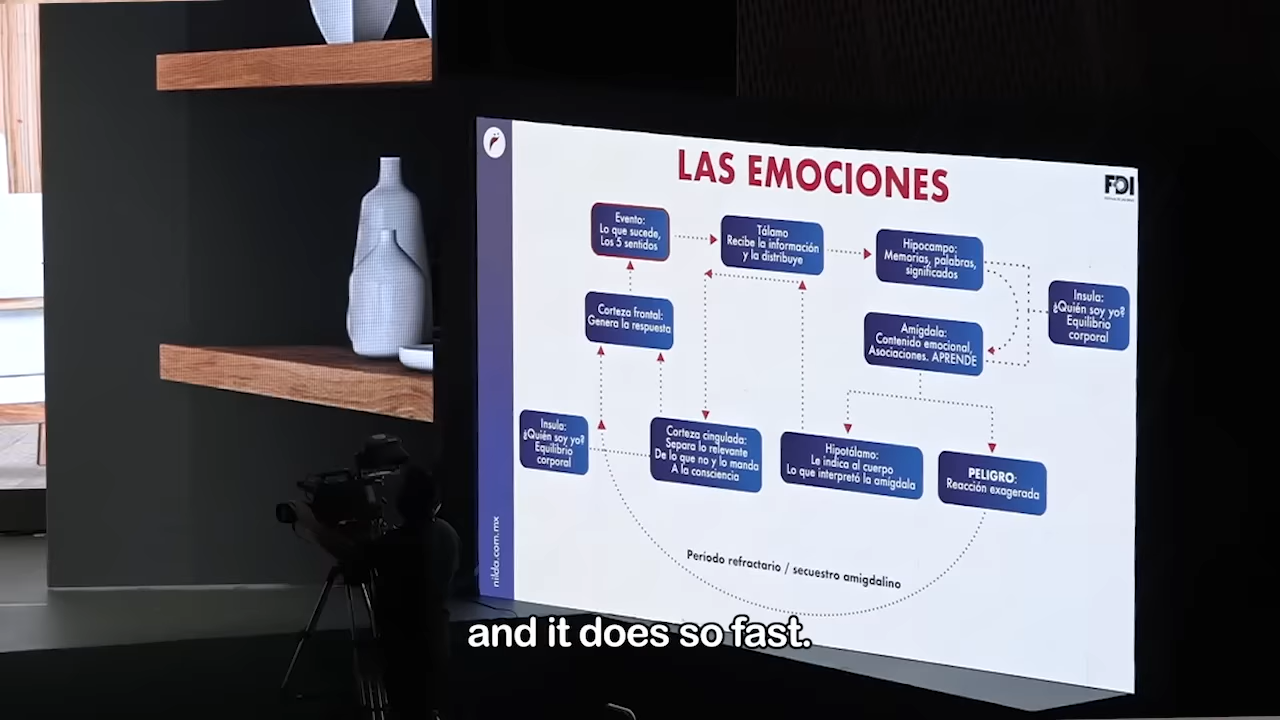 LAS EMOCIONES
FDI
Evento:
Lo que sucede,
Los 5 sentidos
Tálamo
Recibe la información
y la distribuye
Hipocampo:
Memorias, palabras,
significados
Insula:
¿Quién soy yo?
Equilibrio
corporal
Corteza frontal:
Genera la respuesta
Amígdala:
Contenido emocional,
Asociaciones. APRENDE
Insula:
¿Quién soy yo?
Equilibrio
corporal
Corteza cingulada:
Separa lo relevante
De lo que no y lo manda
A la consciencia
Hipotálamo:
Le indica al cuerpo
Lo que interpretó la amígdala
PELIGRO:
Reacción exagerada
Periodo refractario / secuestro amigdalino
nilda.com.mx
and it does so fast.